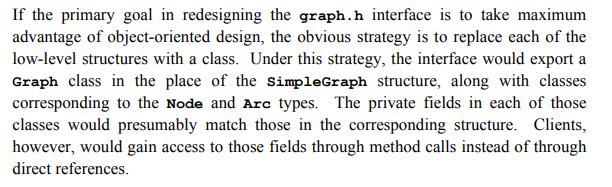 If the primary goal in redesigning the graph.h interface is to take maximum
advantage of object-oriented design, the obvious strategy is to replace each of the
low-level structures with a class.  Under this strategy, the interface would export a
Graph class in the place of the SimpleGraph structure, along with classes
corresponding to the Node and Arc types.  The private fields in each of those
classes would presumably match those in the corresponding structure.  Clients,
however, would gain access to those fields through method calls instead of through
direct references.